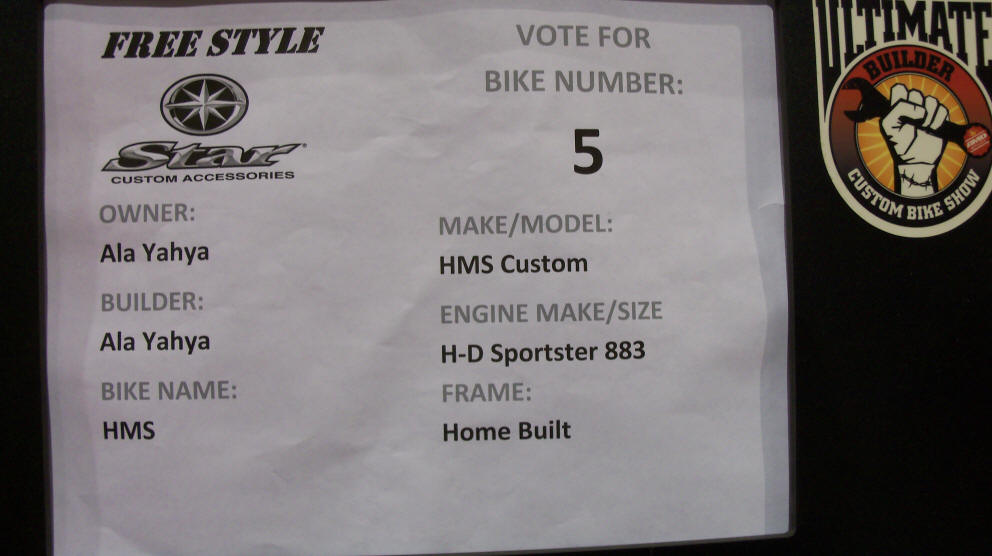 FREE STYLE
Star
CUSTOM ACCESSORIES
VOTE FOR
BIKE NUMBER:
5
OWNER:
Ala Yahya
BUILDER:
Ala Yahya
BIKE NAME:
HMS
MAKE/MODEL:
HMS Custom
ENGINE MAKE/SIZE
H-D Sportster 883
FRAME:
Home Built
ULTIMATE
BUILDER
CUSTOM BIKE SHOW